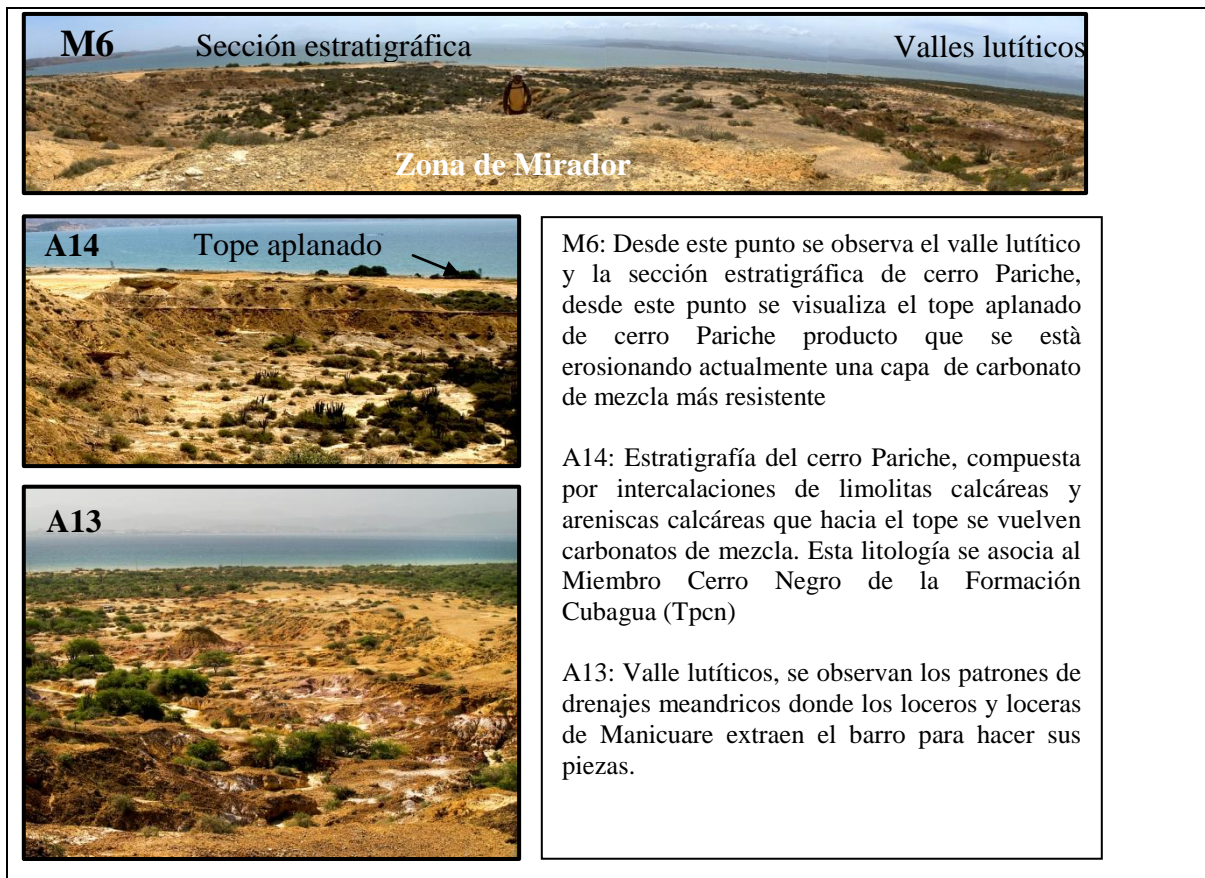 M6 Sección estratigráfica Valles lutíticos
Zona de Mirador
A14 Tope aplanado
A13
M6: Desde este punto se observa el valle lutítico
y la sección estratigráfica de cerro Pariche,
desde este punto se visualiza el tope aplanado
de cerro Pariche producto que se està
erosionando actualmente una capa de carbonato
de mezcla más resistente
A14: Estratigrafía del cerro Pariche, compuesta
por intercalaciones de limolitas calcáreas y
areniscas calcáreas que hacia el tope se vuelven
carbonatos de mezcla. Esta litología se asocia al
Miembro Cerro Negro de la Formación
Cubagua (Tpcn)
A13: Valle lutíticos, se observan los patrones de
drenajes meandricos donde los loceros y loceras
de Manicuare extraen el barro para hacer sus
piezas.